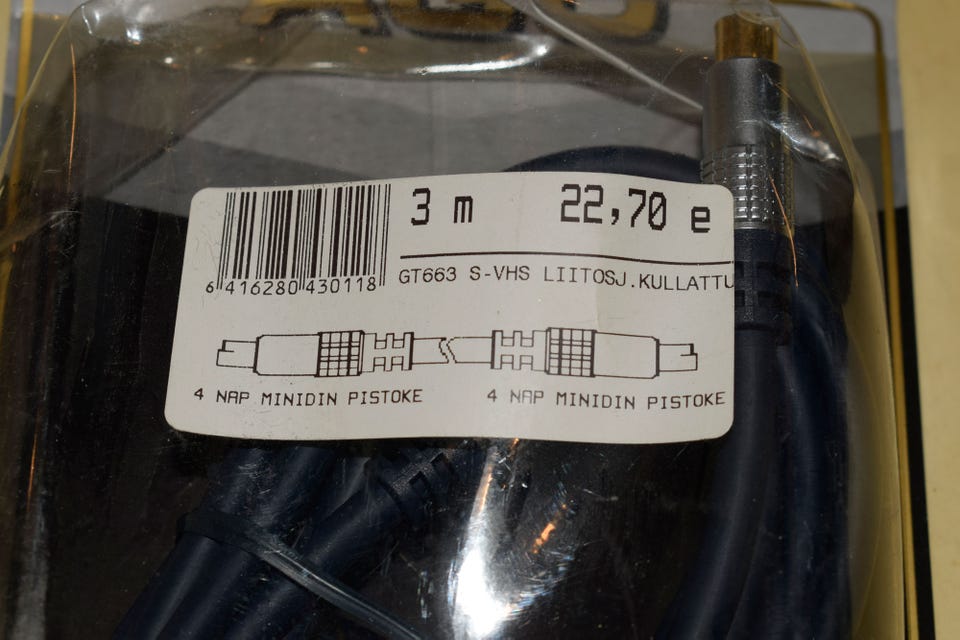 3 m 22,70 e
GT663 S-VHS LIITOSJ.KULLATTU
6 416280 430118
4 NAP MINIDIN PISTOKE 4 NAP MINIDIN PISTOKE